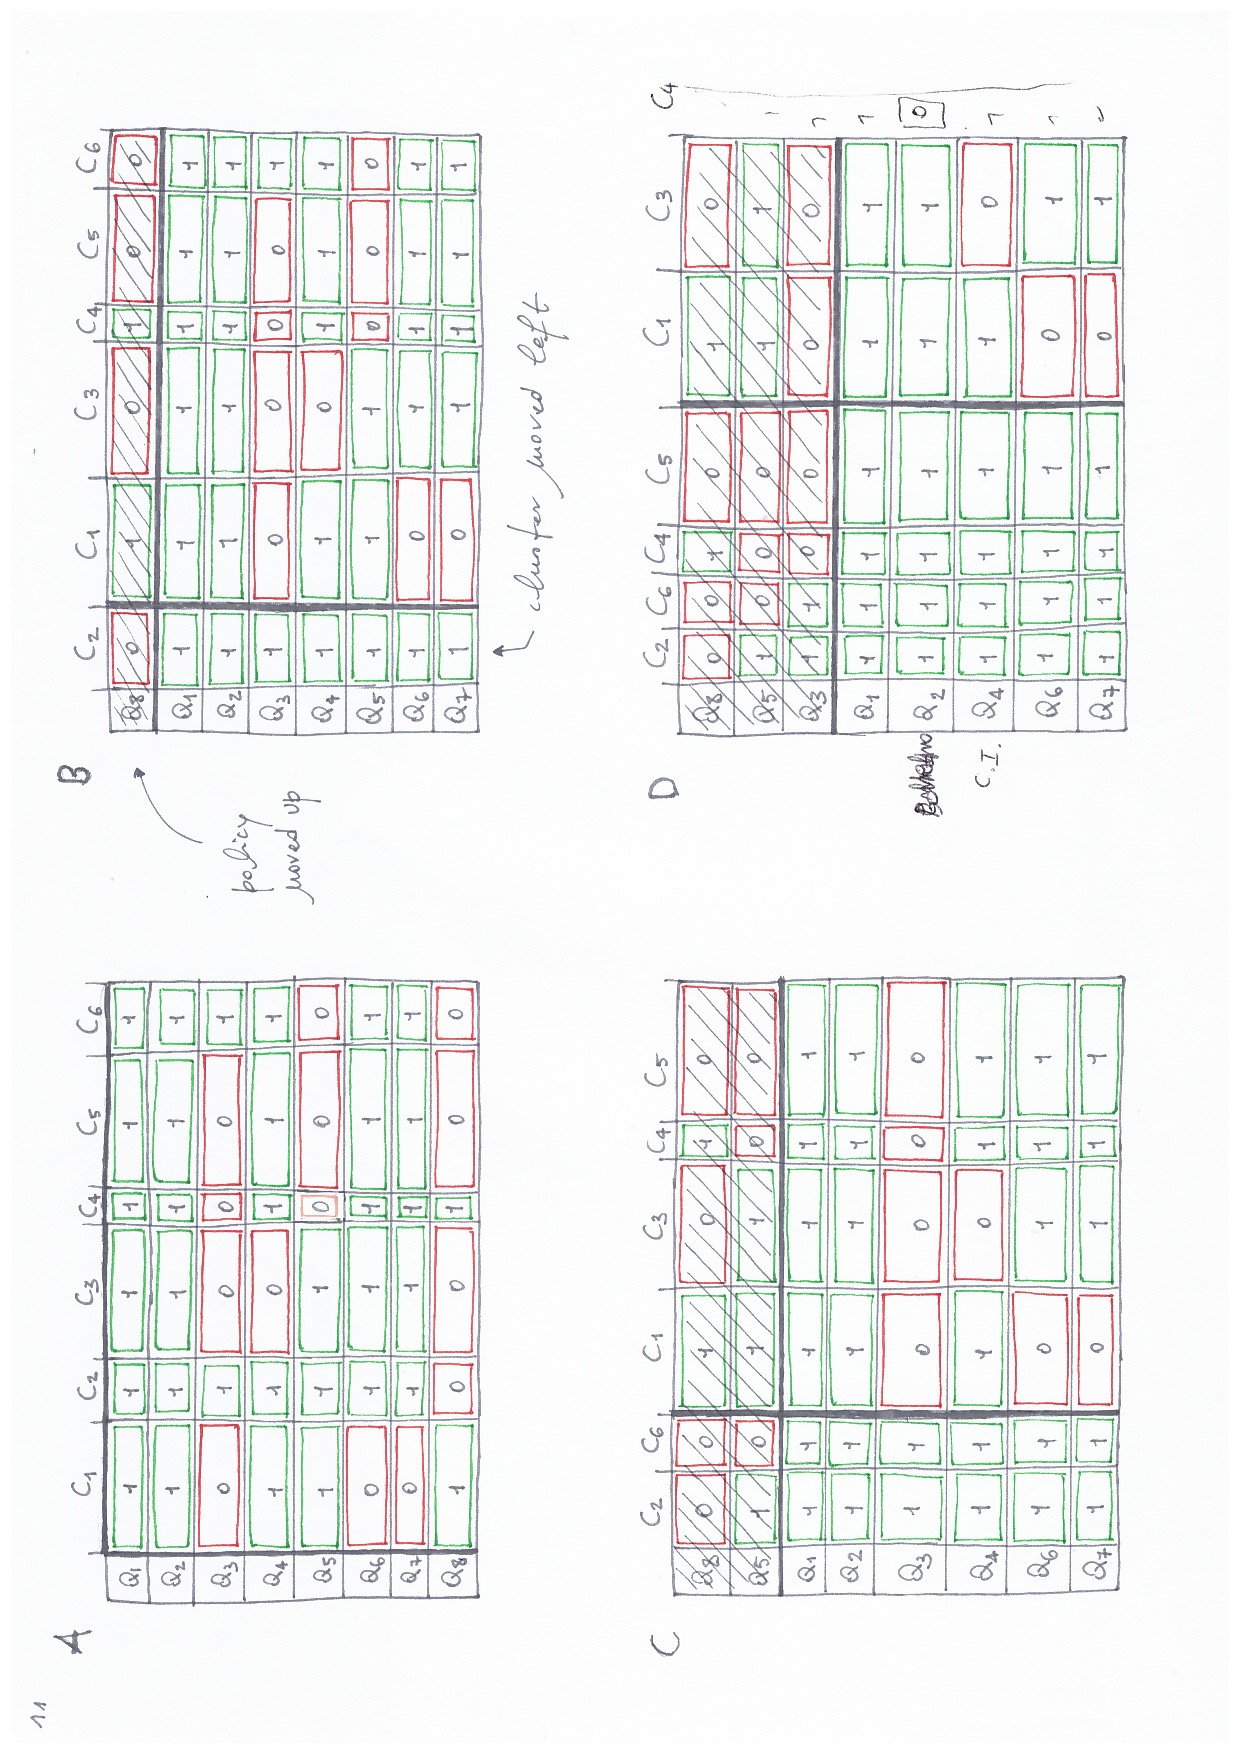 11
A
C1 C2 C3 C4 C5 C6
Q1 1 1 1 1 1 1
Q2 1 1 1 1 1 1
Q3 0 1 0 0 0 1
Q4 1 1 0 1 1 1
Q5 1 1 1 0 0 0
Q6 0 1 1 1 1 1
Q7 0 1 1 1 1 1
Q8 1 0 0 1 0 0
B
C2 C1 C3 C4 C5 C6
Q8 0 1 0 1 0 0
Q1 1 1 1 1 1 1
Q2 1 1 1 1 1 1
Q3 1 0 0 0 0 1
Q4 1 1 0 1 1 1
Q5 1 1 1 0 0 0
Q6 1 0 1 1 1 1
Q7 1 0 1 1 1 1
policy
moved up
cluster moved left
C
C2 C6 C1 C3 C4 C5
Q8 0 0 1 0 1 0
Q5 1 0 1 1 0 0
Q1 1 1 1 1 1 1
Q2 1 1 1 1 1 1
Q3 1 1 0 0 0 0
Q4 1 1 1 0 1 1
Q6 1 1 0 1 1 1
Q7 1 1 0 1 1 1
D
C2 C6 C4 C5 C1 C3 C4
Q8 0 0 1 0 1 0
Q5 1 0 0 0 1 1
Q3 1 1 0 0 0 0 1
Q1 1 1 1 1 1 1 1
Q2 1 1 1 1 1 1 0
C.I. Q4 1 1 1 1 1 0 1
Q6 1 1 1 1 0 1 1
Q7 1 1 1 1 0 1